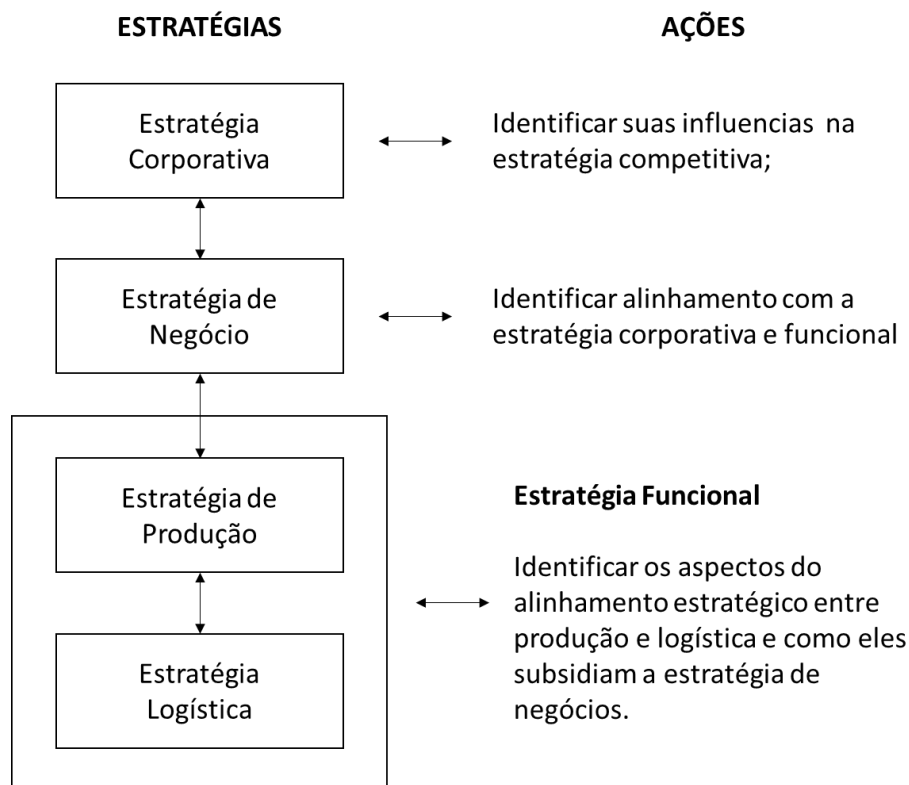 ESTRATÉGIAS
AÇÕES
Estratégia
Corporativa
Identificar suas influencias na
estratégia competitiva;
Estratégia de
Negócio
Identificar alinhamento com a
estratégia corporativa e funcional
Estratégia de
Produção
Estratégia
Logística
Estratégia Funcional
Identificar os aspectos do
alinhamento estratégico entre
produção e logística e como eles
subsidiam a estratégia de
negócios.